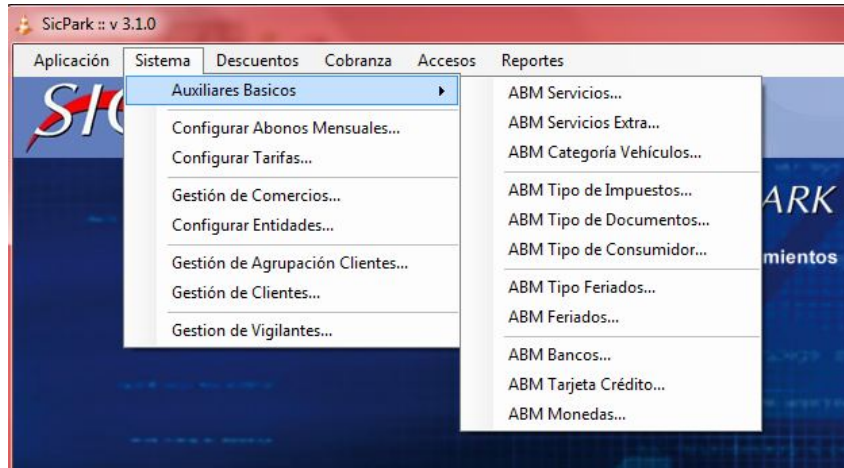 SicPark :: v 3.1.0
Aplicación Sistema Descuentos Cobranza Accesos Reportes
Auxiliares Basicos
Configurar Abonos Mensuales...
Configurar Tarifas...
Gestión de Comercios...
Configurar Entidades...
Gestión de Agrupación Clientes...
Gestión de Clientes...
Gestion de Vigilantes...
ABM Servicios...
ABM Servicios Extra...
ABM Categoría Vehículos...
ABM Tipo de Impuestos...
ABM Tipo de Documentos...
ABM Tipo de Consumidor...
ABM Tipo Feriados...
ABM Feriados...
ABM Bancos...
ABM Tarjeta Crédito...
ABM Monedas...
SIC
ARK
mientos